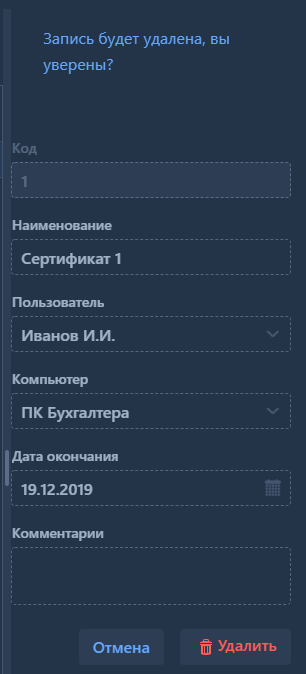 Запись будет удалена, вы
уверены?
Код
1
Наименование
Сертификат 1
Пользователь
Иванов И.И.
Компьютер
ПК Бухгалтера
Дата окончания
19.12.2019
Комментарии
Отмена
Удалить